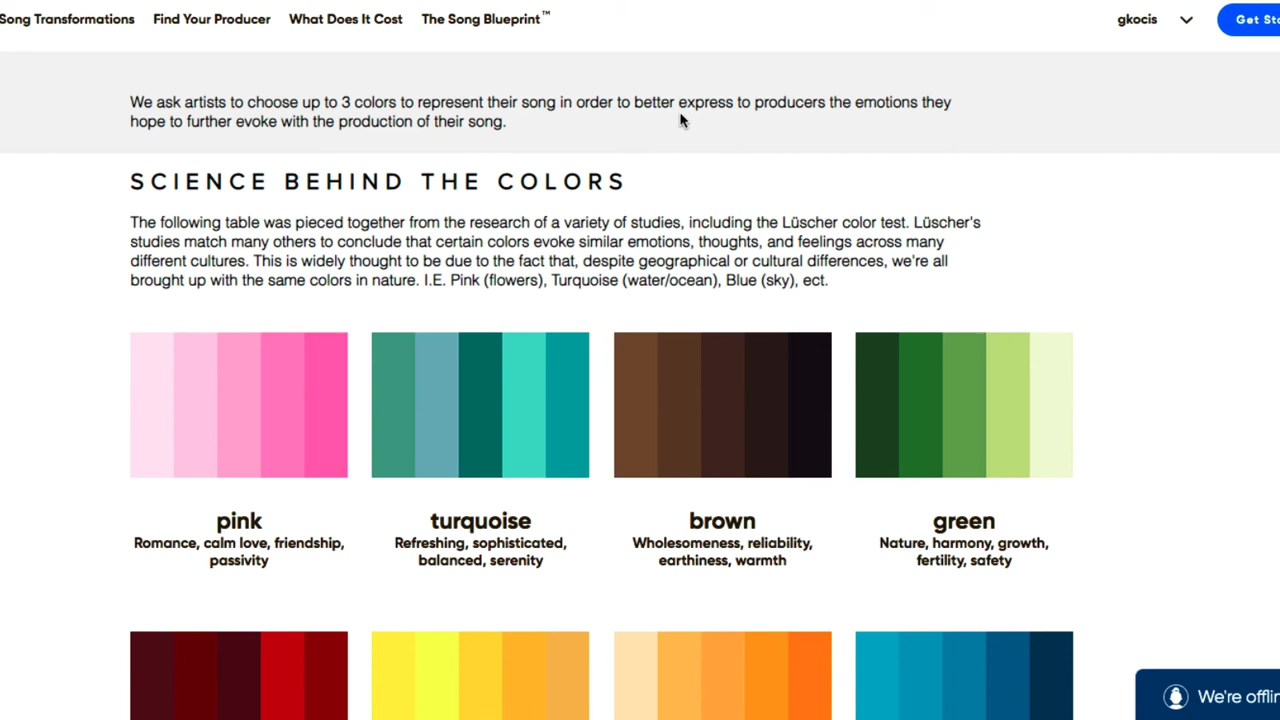 Song Transformations Find Your Producer What Does It Cost The Song Blueprint™ gkocis Get Sta
We ask artists to choose up to 3 colors to represent their song in order to better express to producers the emotions they
hope to further evoke with the production of their song.
SCIENCE BEHIND THE COLORS
The following table was pieced together from the research of a variety of studies, including the Lüscher color test. Lüscher's
studies match many others to conclude that certain colors evoke similar emotions, thoughts, and feelings across many
different cultures. This is widely thought to be due to the fact that, despite geographical or cultural differences, we're all
brought up with the same colors in nature. I.E. Pink (flowers), Turquoise (water/ocean), Blue (sky), ect.
pink turquoise brown green
Romance, calm love, friendship, Refreshing, sophisticated, Wholesomeness, reliability, Nature, harmony, growth,
passivity balanced, serenity earthiness, warmth fertility, safety
We're offlin